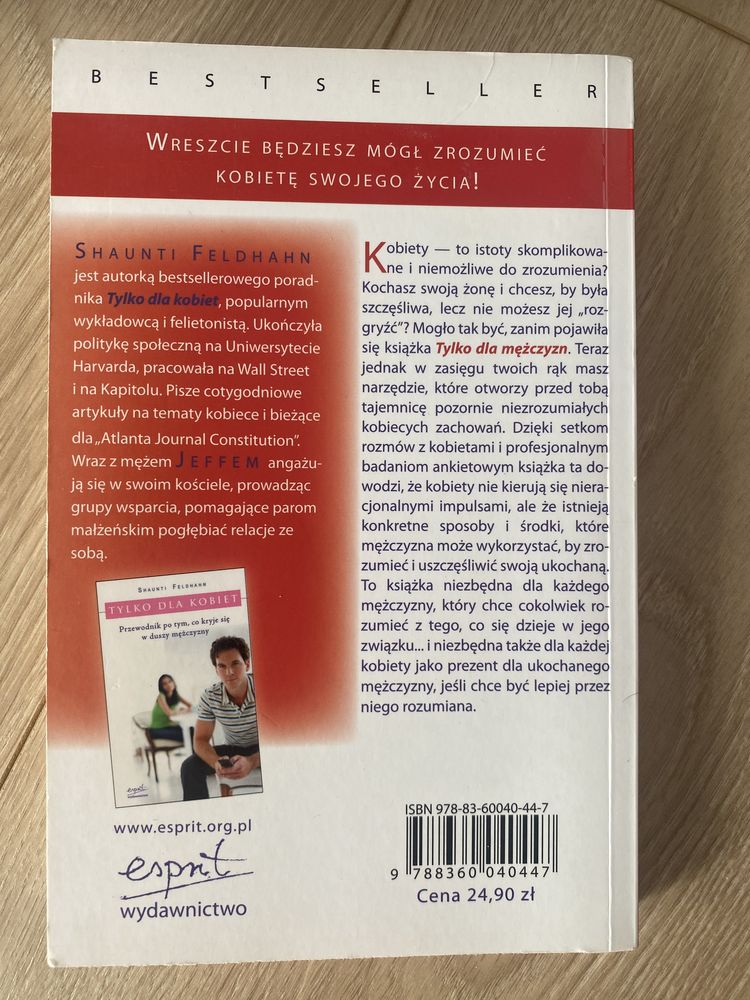 BESTSELLER
WRESZCIE BĘDZIESZ MÓGŁ ZROZUMIEĆ
KOBIETĘ SWOJEGO ŻYCIA!
SHAUNTI FELDHAHN
jest autorką bestsellerowego porad-
nika Tylko dla kobiet, popularnym
wykładowcą i felietonistą. Ukończyła
politykę społeczną na Uniwersytecie
Harvarda, pracowała na Wall Street
i na Kapitolu. Pisze cotygodniowe
artykuły na tematy kobiece i bieżące
dla „Atlanta Journal Constitution”.
Wraz z mężem JEFFEM angażu-
ją się w swoim kościele, prowadząc
grupy wsparcia, pomagające parom
małżeńskim pogłębiać relacje ze
sobą.
SHAUNTI FELDHAHN
TYLKO DLA KOBIET
Przewodnik po tym, co kryje się
w duszy mężczyzny
esprit
www.esprit.org.pl
esprit
wydawnictwo
Kobiety — to istoty skomplikowa-
ne i niemożliwe do zrozumienia?
Kochasz swoją żonę i chcesz, by była
szczęśliwa, lecz nie możesz jej „roz-
gryźć”? Mogło tak być, zanim pojawiła
się książka Tylko dla mężczyzn. Teraz
jednak w zasięgu twoich rąk masz
narzędzie, które otworzy przed tobą
tajemnicę pozornie niezrozumiałych
kobiecych zachowań. Dzięki setkom
rozmów z kobietami i profesjonalnym
badaniom ankietowym książka ta do-
wodzi, że kobiety nie kierują się niera-
cjonalnymi impulsami, ale że istnieją
konkretne sposoby i środki, które
mężczyzna może wykorzystać, by zro-
zumieć i uszczęśliwić swoją ukochaną.
To książka niezbędna dla każdego
mężczyzny, który chce cokolwiek ro-
zumieć z tego, co się dzieje w jego
związku... i niezbędna także dla każdej
kobiety jako prezent dla ukochanego
mężczyzny, jeśli chce być lepiej przez
niego rozumiana.
ISBN 978-83-60040-44-7
9 788360 040447
Cena 24,90 zł